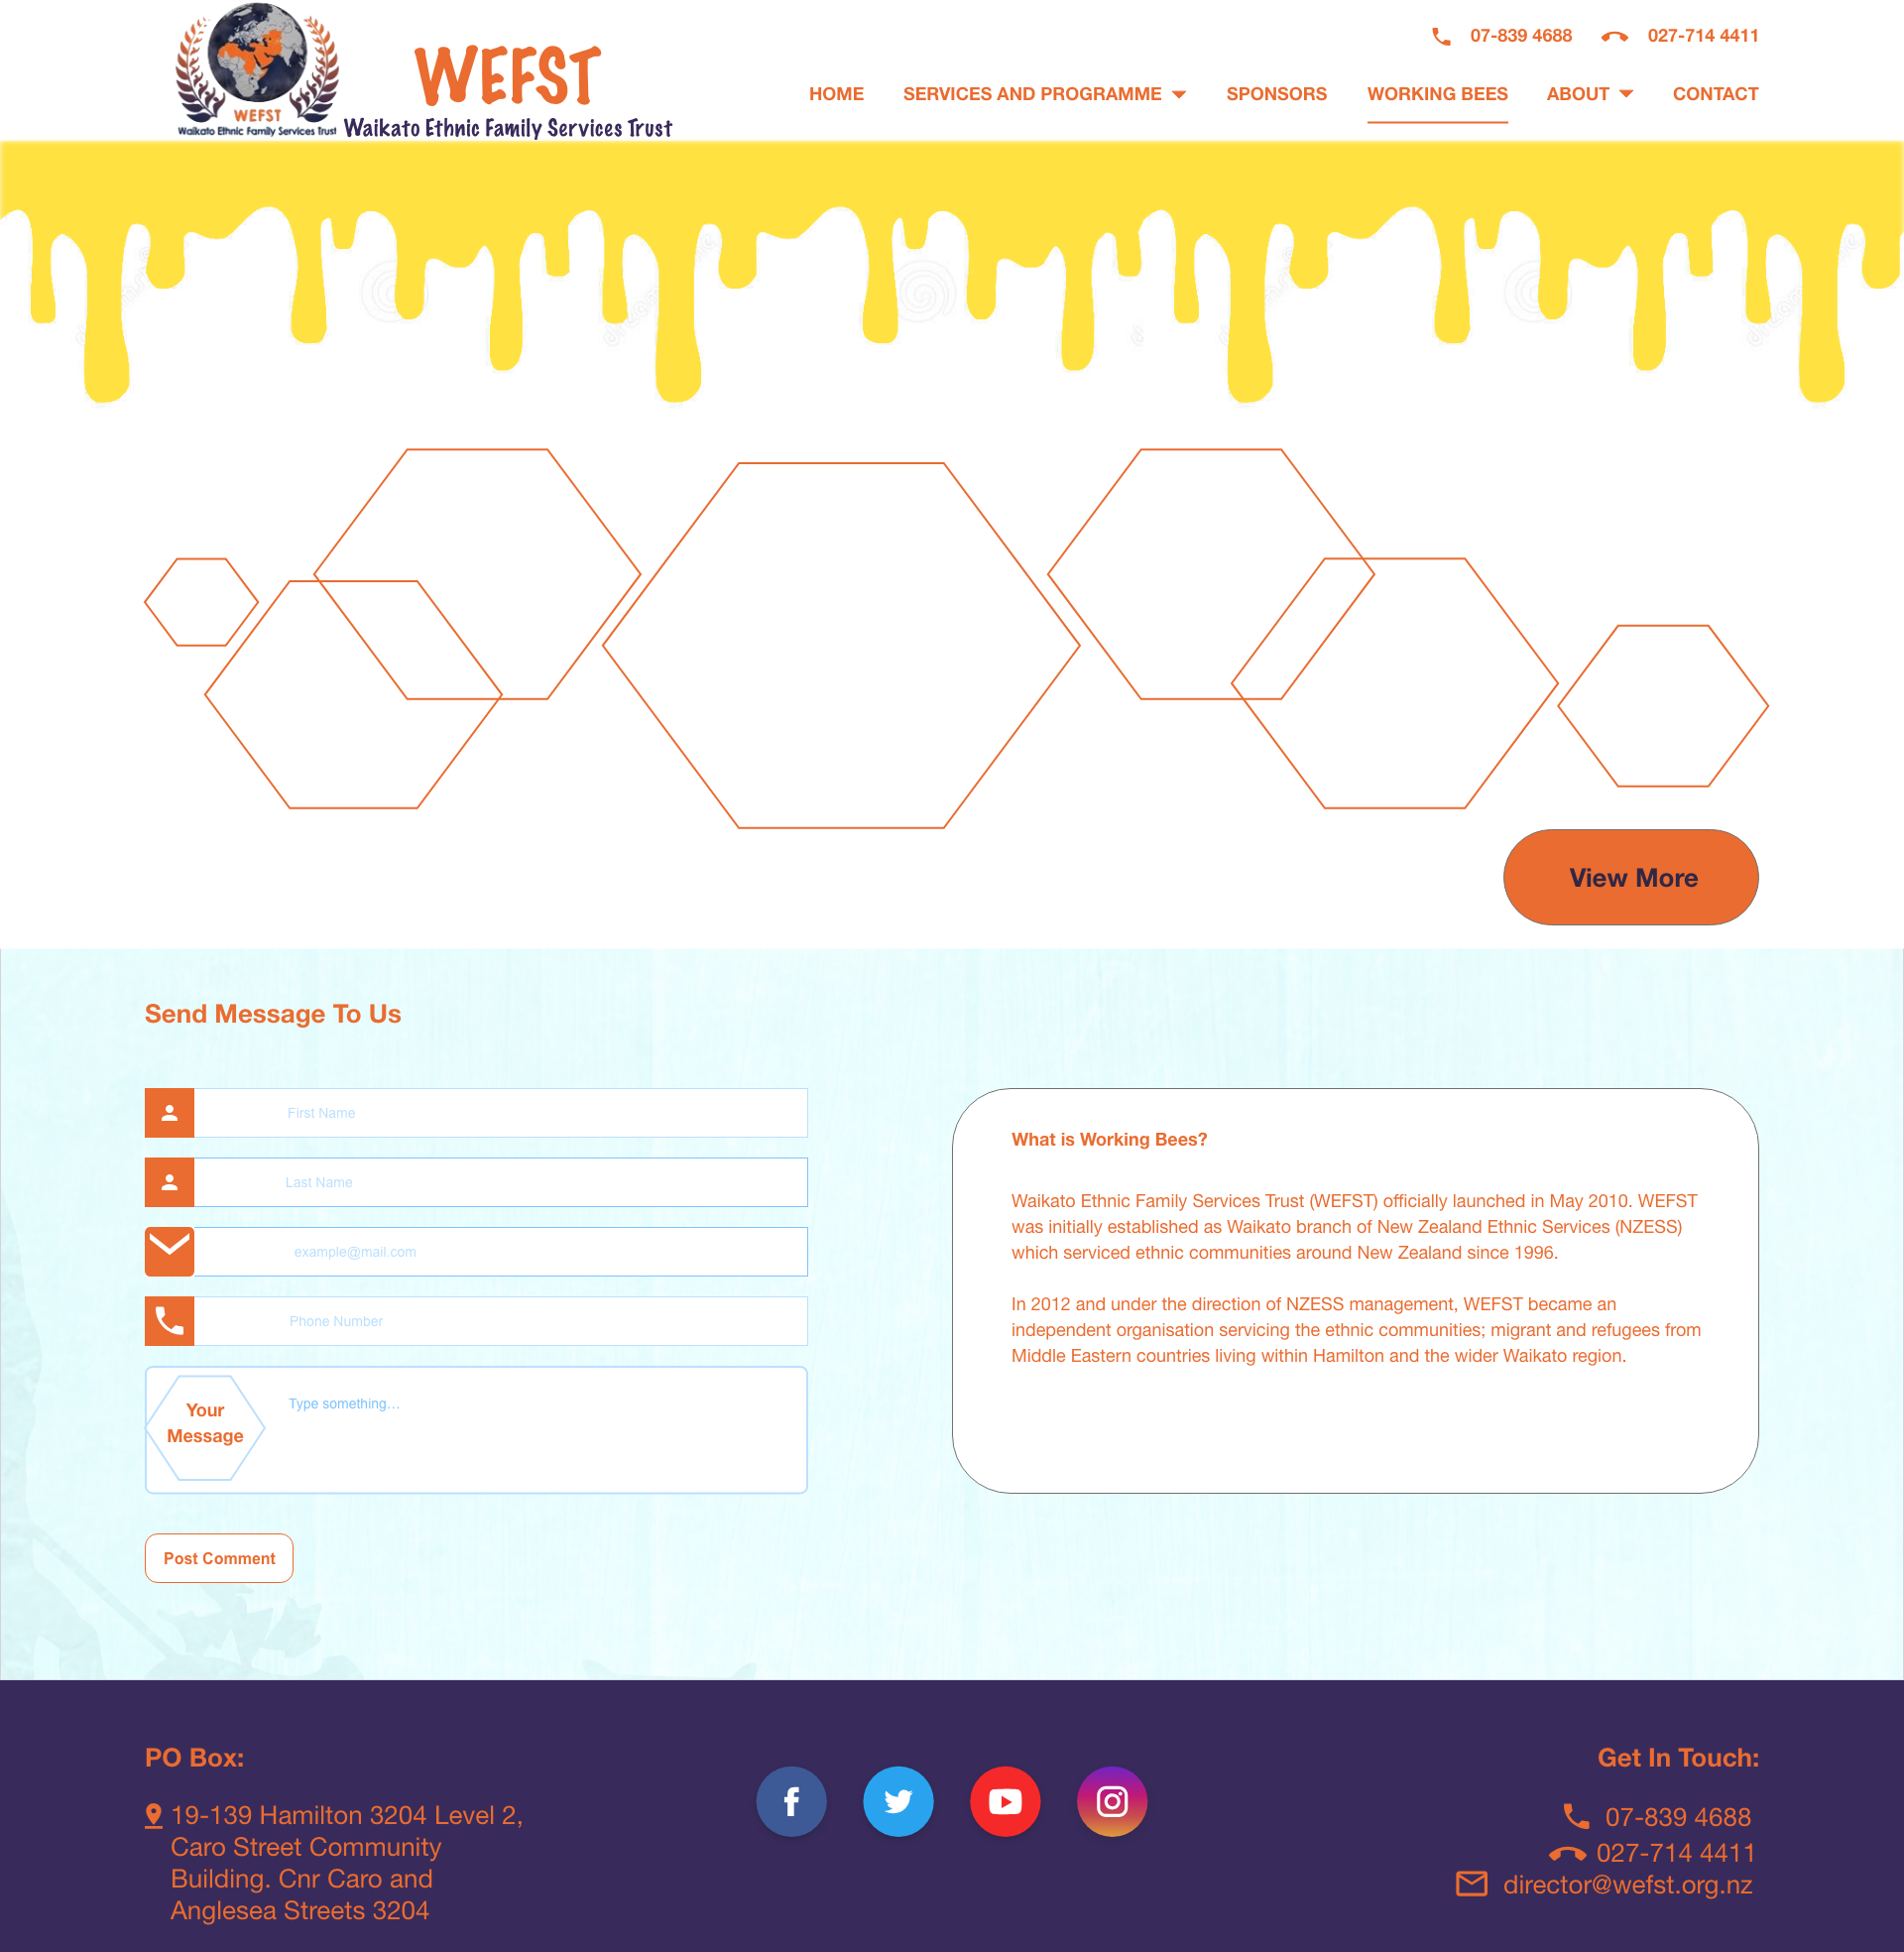 WEFST
Waikato Ethnic Family Services Trust
WEFST
Waikato Ethnic Family Services Trust
07-839 4688 027-714 4411
HOME SERVICES AND PROGRAMME SPONSORS WORKING BEES ABOUT CONTACT
View More
Send Message To Us
First Name
Last Name
example@mail.com
Phone Number
Your
Message
Type something...
Post Comment
What is Working Bees?
Waikato Ethnic Family Services Trust (WEFST) officially launched in May 2010. WEFST
was initially established as Waikato branch of New Zealand Ethnic Services (NZESS)
which serviced ethnic communities around New Zealand since 1996.
In 2012 and under the direction of NZESS management, WEFST became an
independent organisation servicing the ethnic communities; migrant and refugees from
Middle Eastern countries living within Hamilton and the wider Waikato region.
PO Box:
19-139 Hamilton 3204 Level 2,
Caro Street Community
Building. Cnr Caro and
Anglesea Streets 3204
Get In Touch:
07-839 4688
027-714 4411
director@wefst.org.nz